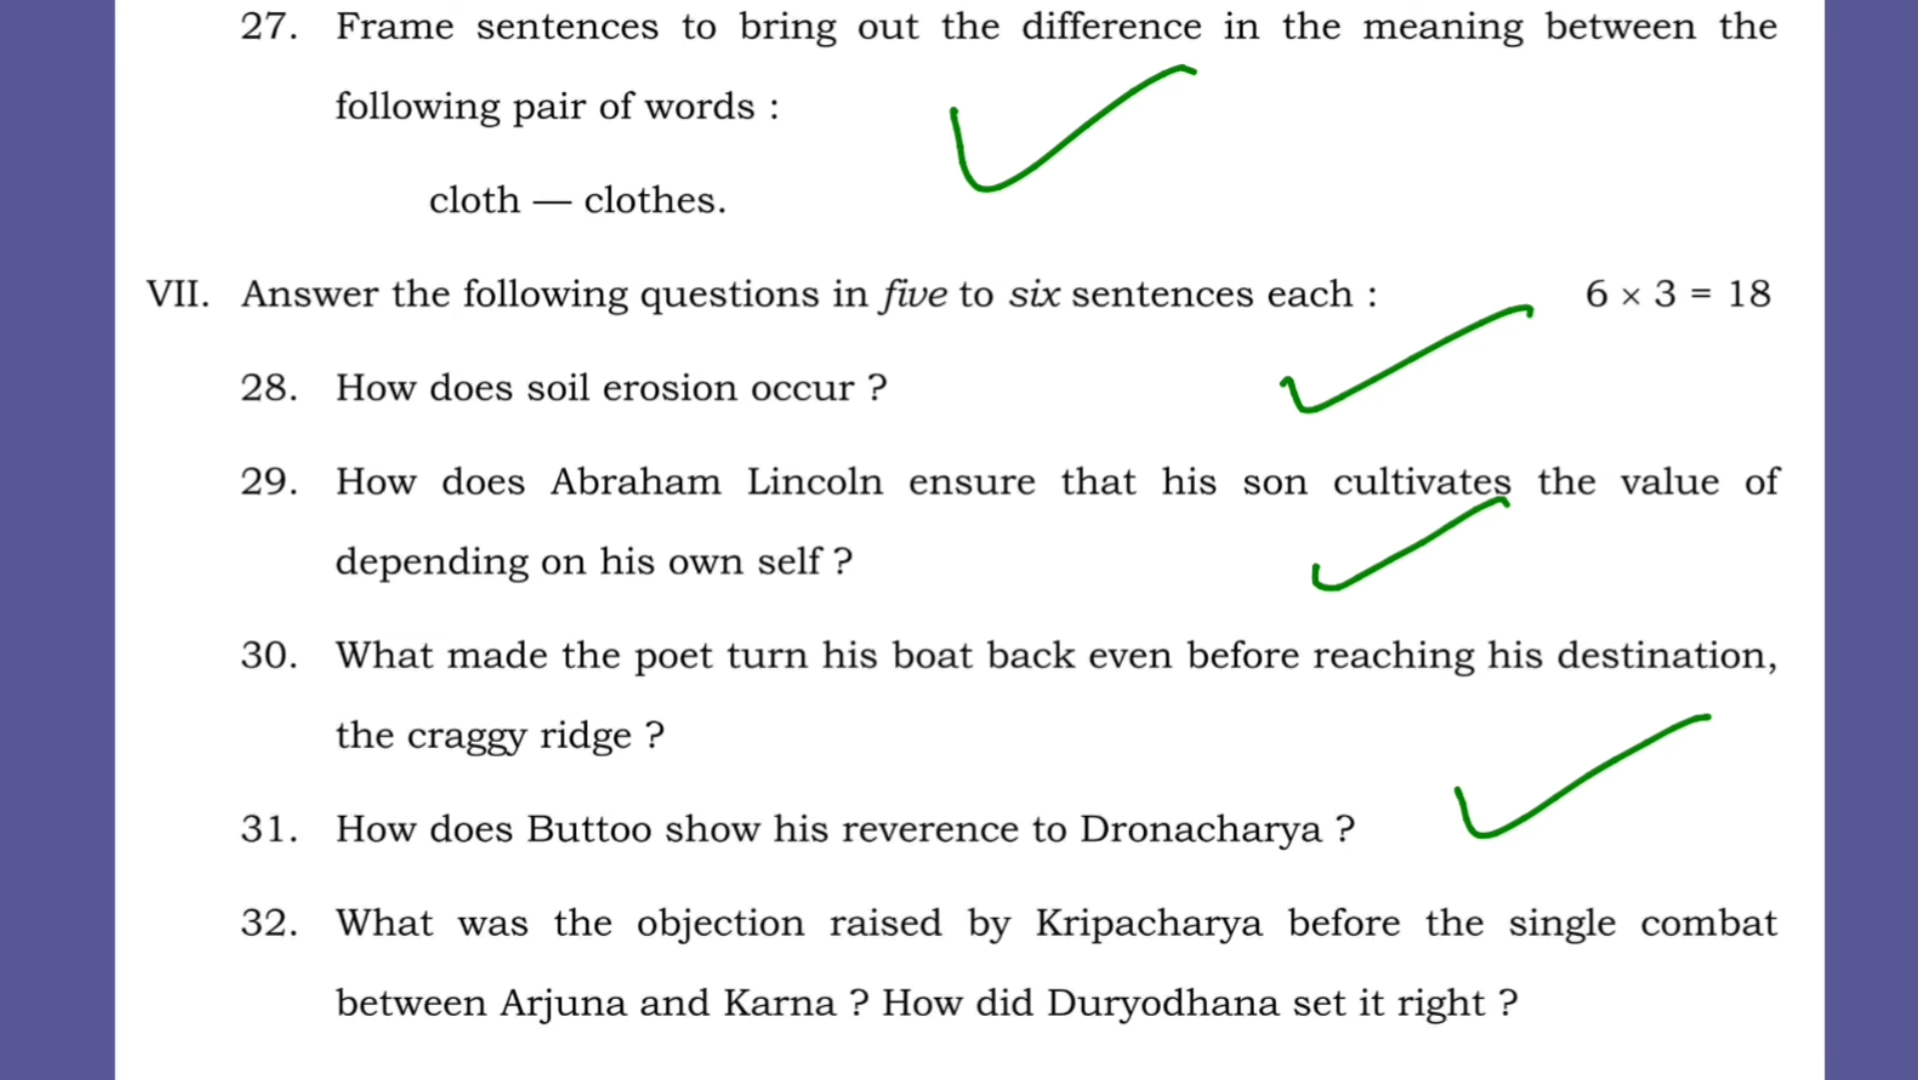 27. Frame sentences to bring out the difference in the meaning between the
following pair of words :
cloth — clothes.
VII. Answer the following questions in five to six sentences each : 6 × 3 = 18
28. How does soil erosion occur ?
29. How does Abraham Lincoln ensure that his son cultivates the value of
depending on his own self ?
30. What made the poet turn his boat back even before reaching his destination,
the craggy ridge ?
31. How does Buttoo show his reverence to Dronacharya ?
32. What was the objection raised by Kripacharya before the single combat
between Arjuna and Karna ? How did Duryodhana set it right ?